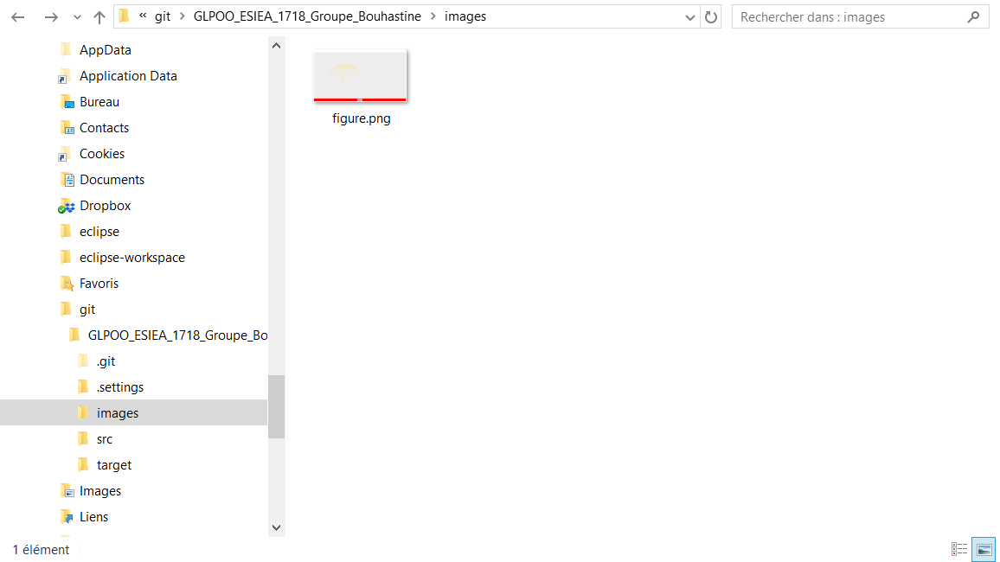 « git > GLPOO_ESIEA_1718_Groupe_Bouhastine > images
Rechercher dans : images
AppData
Application Data
Bureau
Contacts
Cookies
Documents
Dropbox
eclipse
eclipse-workspace
Favoris
git
GLPOO_ESIEA_1718_Groupe_Bo
.git
.settings
images
src
target
Images
Liens
figure.png
1 élément